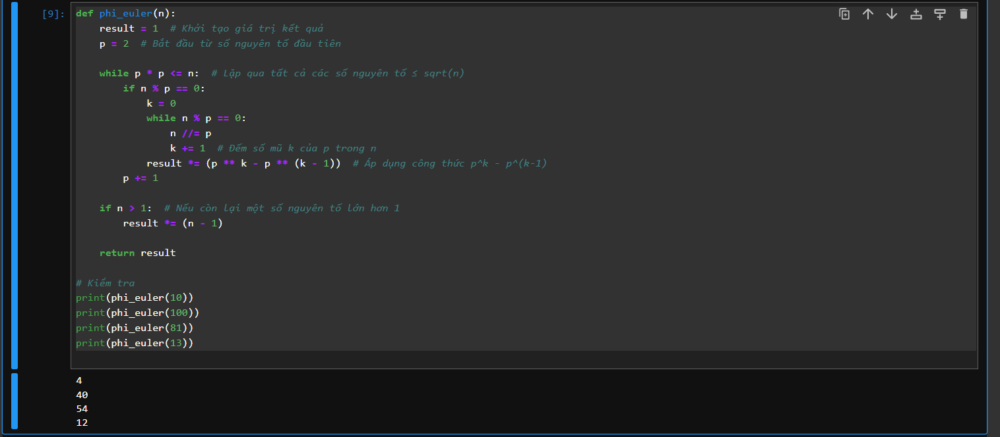 [9]:
def phi_euler(n):
    result = 1  # Khởi tạo giá trị kết quả
    p = 2  # Bắt đầu từ số nguyên tố đầu tiên

    while p * p <= n:  # Lặp qua tất cả các số nguyên tố ≤ sqrt(n)
        if n % p == 0:
            k = 0
            while n % p == 0:
                n //= p
                k += 1  # Đếm số mũ k của p trong n
            result *= (p ** k - p ** (k - 1))  # Áp dụng công thức p^k - p^(k-1)
        p += 1

    if n > 1:  # Nếu còn lại một số nguyên tố lớn hơn 1
        result *= (n - 1)

    return result

# Kiểm tra
print(phi_euler(10))
print(phi_euler(100))
print(phi_euler(81))
print(phi_euler(13))
4
40
54
12